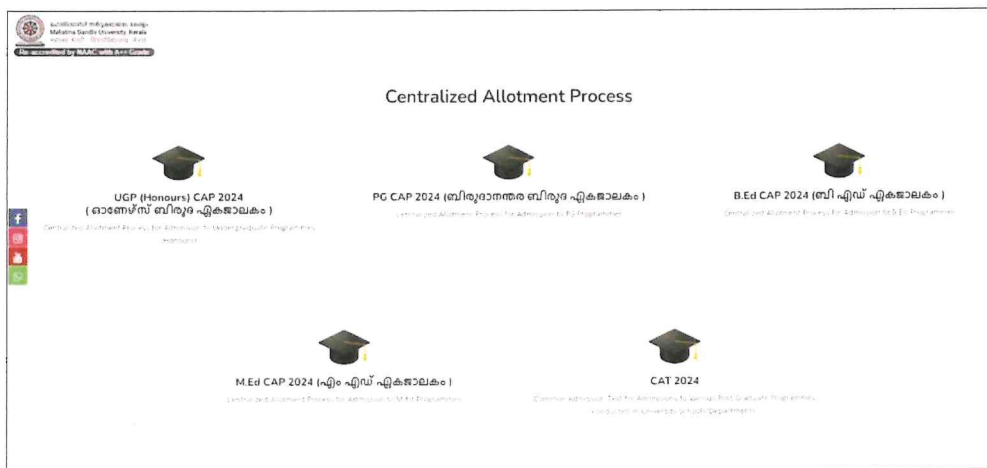 മഹാത്മാഗാന്ധി സർവ്വകലാശാല, കേരളം
Mahatma Gandhi University, Kerala
Re-accredited by NAAC with A++ Grade
Centralized Allotment Process
UGP (Honours) CAP 2024
( ഓണേഴ്സ് ബിരുദ ഏകജാലകം )
Centralized Allotment Process for Admission to Undergraduate Programmes
(Honours)
PG CAP 2024 (ബിരുദാനന്തര ബിരുദ ഏകജാലകം )
Centralized Allotment Process for Admission to PG Programmes
B.Ed CAP 2024 (ബി എഡ് ഏകജാലകം )
Centralized Allotment Process for Admission to B.Ed Programmes
M.Ed CAP 2024 (എം എഡ് ഏകജാലകം )
Centralized Allotment Process for Admission to M.Ed Programmes
CAT 2024
Common Admission Test for Admissions to Various Post Graduate Programmes
conducted in University Schools/Departments